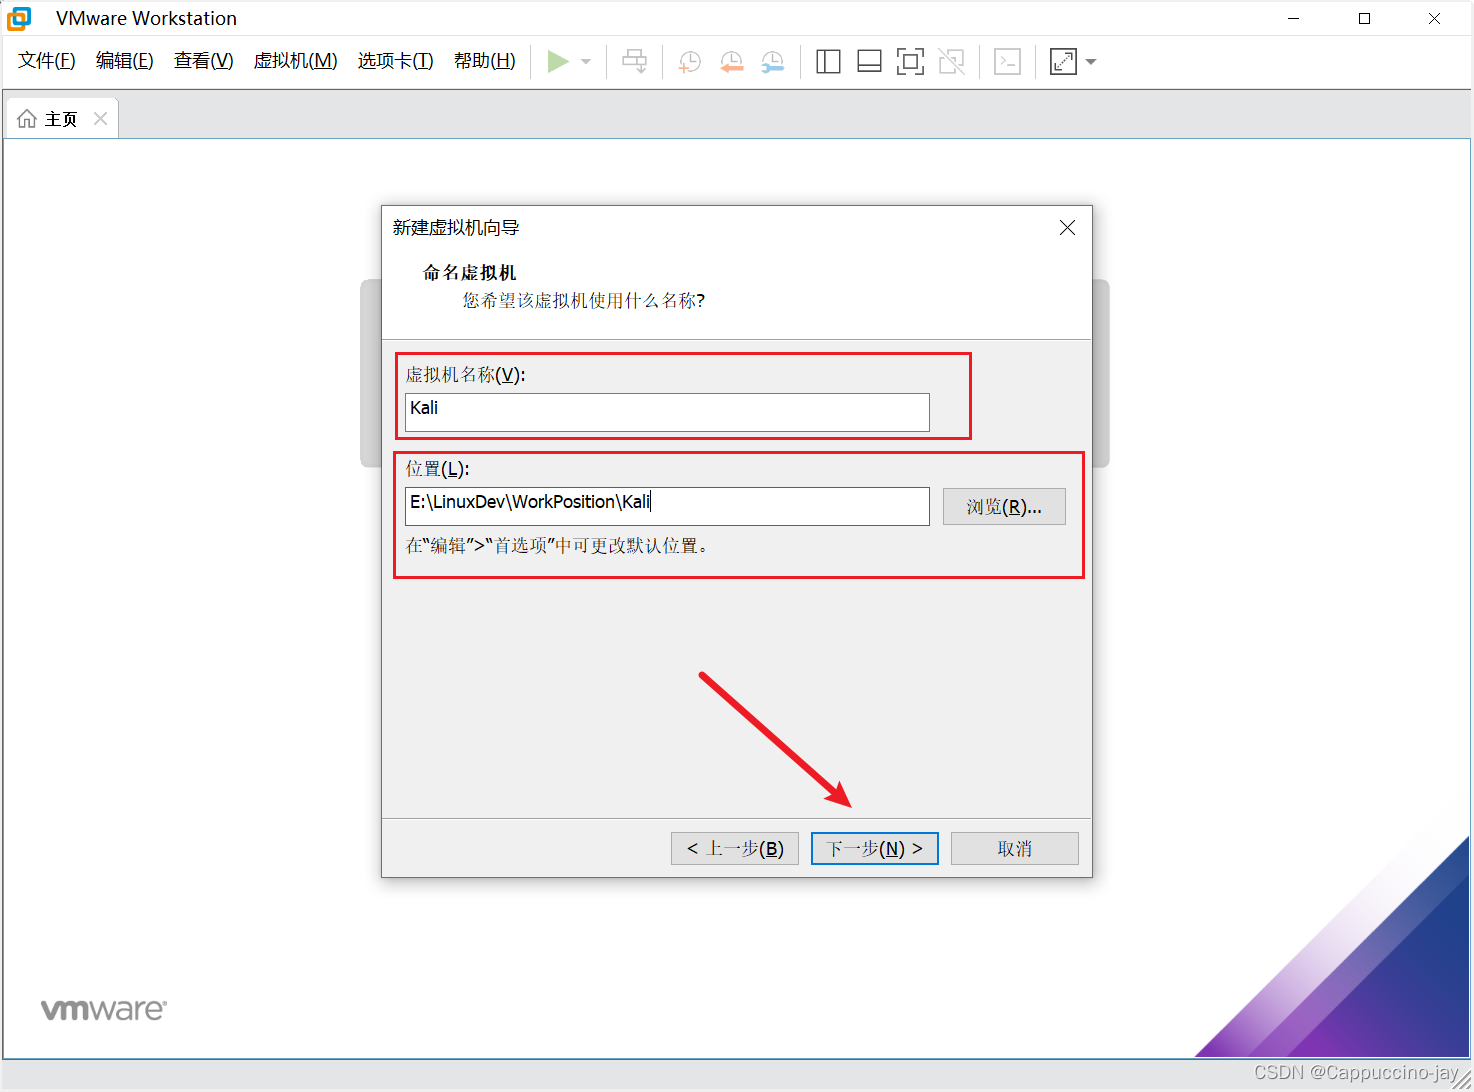 VMware Workstation
文件(F) 编辑(E) 查看(V) 虚拟机(M) 选项卡(T) 帮助(H)
主页
新建虚拟机向导
命名虚拟机
您希望该虚拟机使用什么名称?
虚拟机名称(V):
Kali
位置(L):
E:\LinuxDev\WorkPosition\Kali
浏览(R)...
在“编辑”>“首选项”中可更改默认位置。
< 上一步(B) 下一步(N) > 取消
vmware®
CSDN @Cappuccino-jay